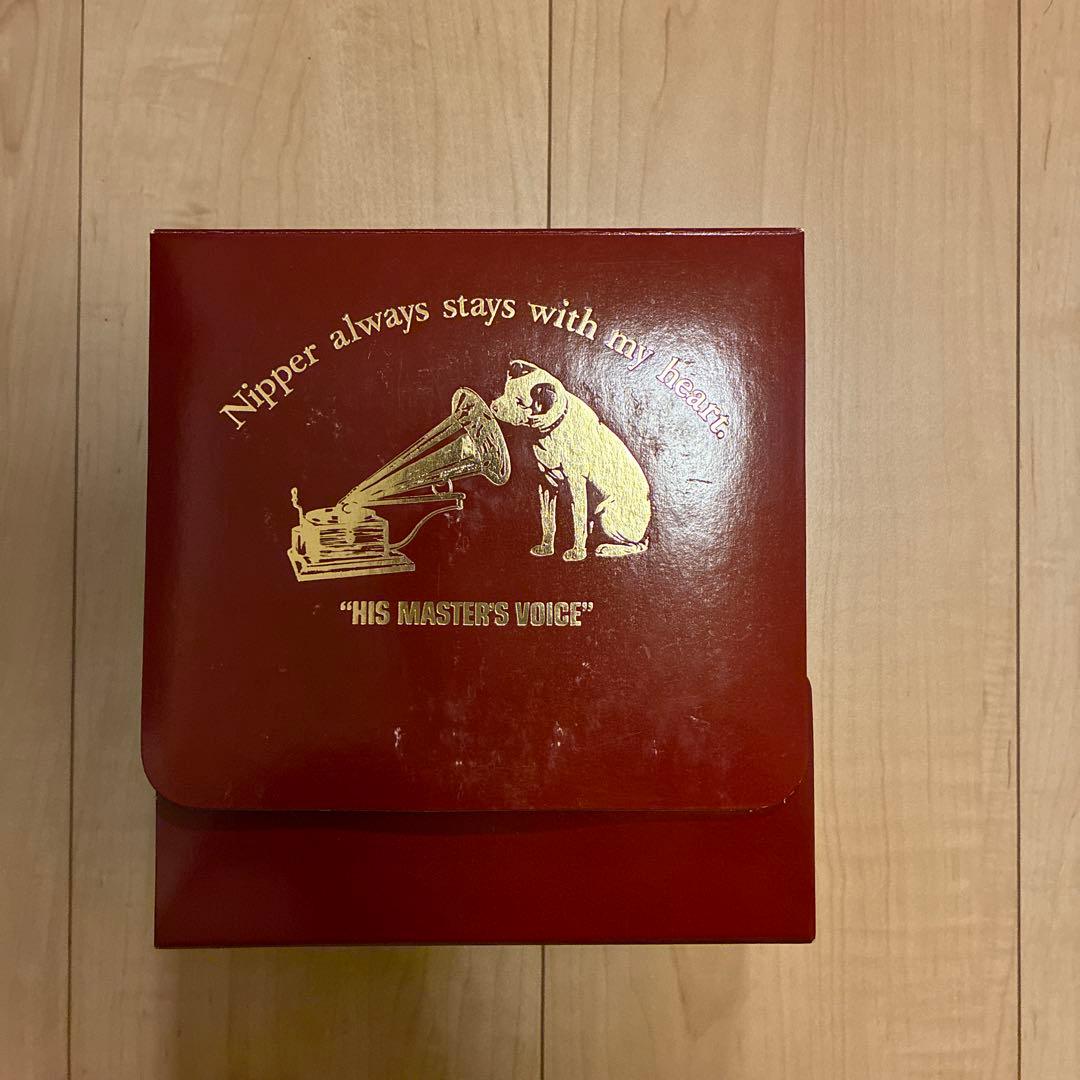 Nipper always stays with my heart.
“HIS MASTER'S VOICE”